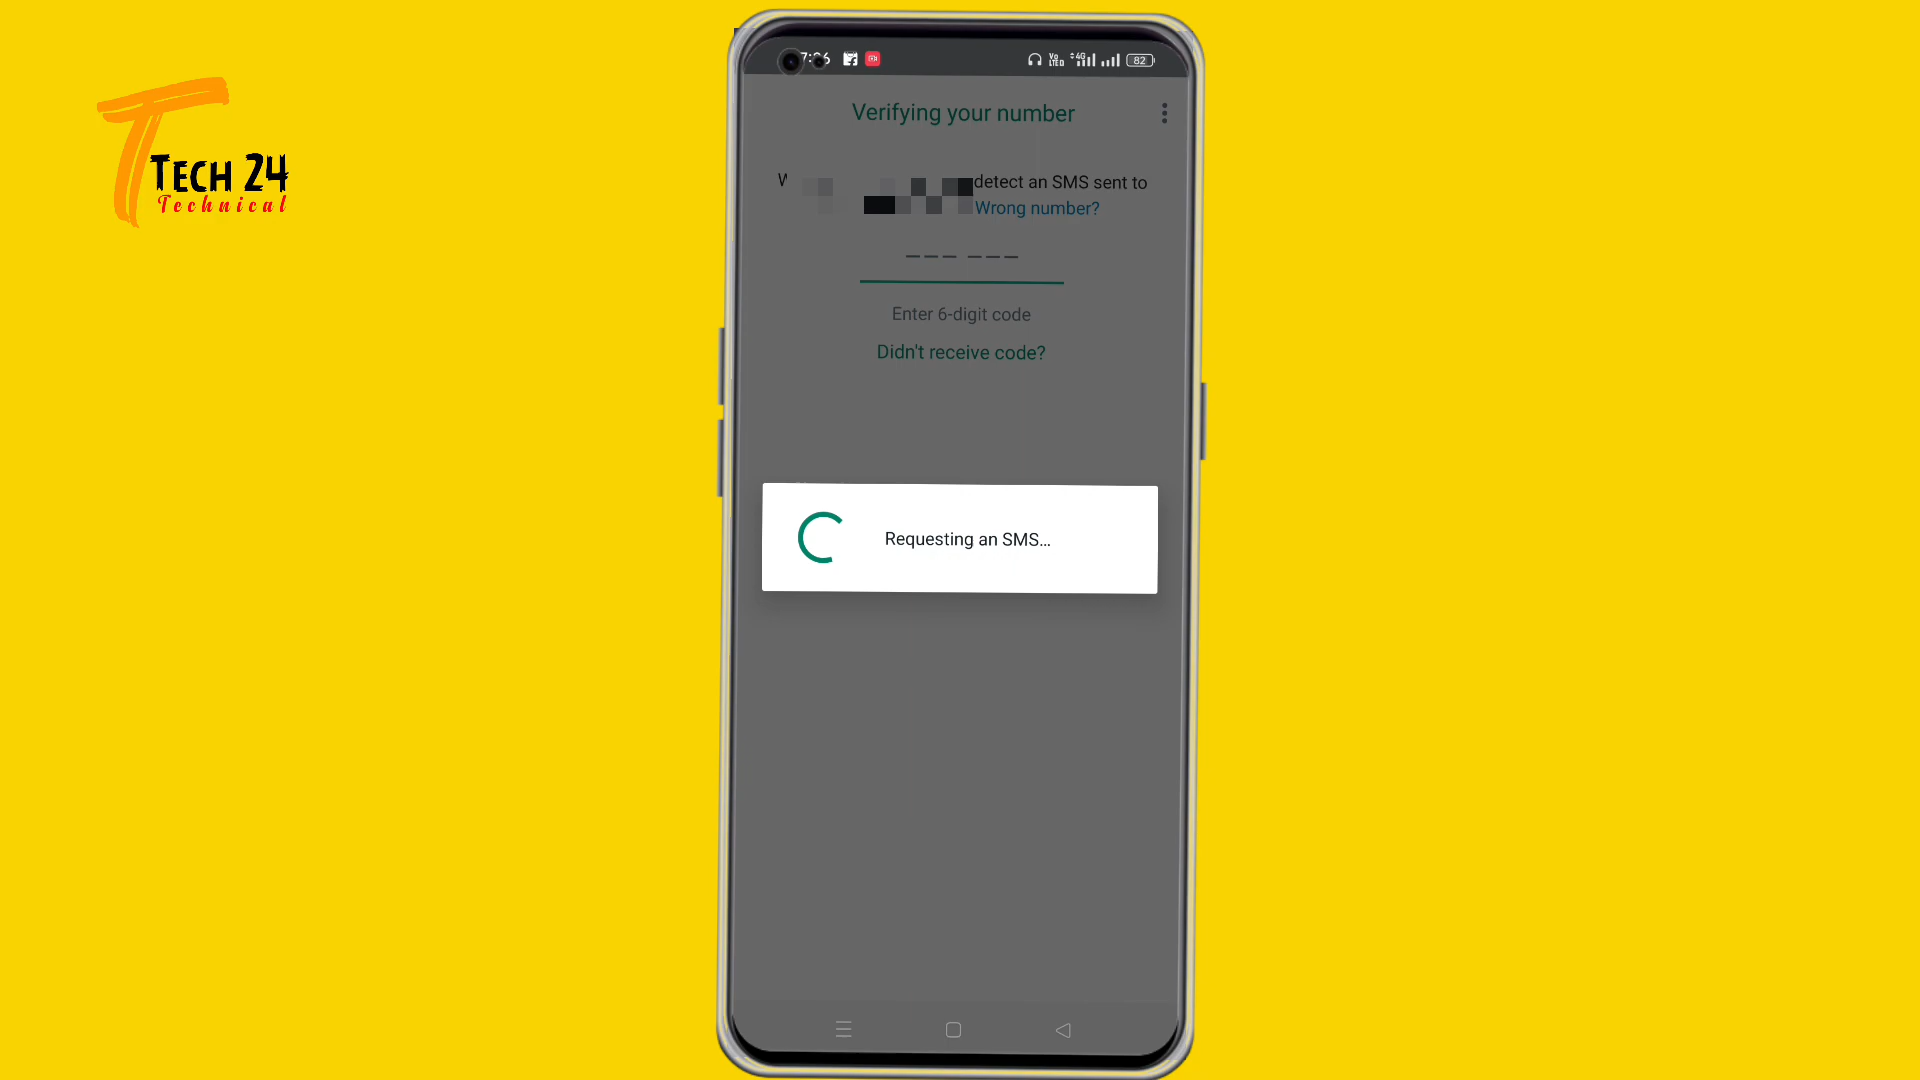 TECH 24
Technical
82
Verifying your number
detect an SMS sent to
Wrong number?
Enter 6-digit code
Didn't receive code?
Requesting an SMS...